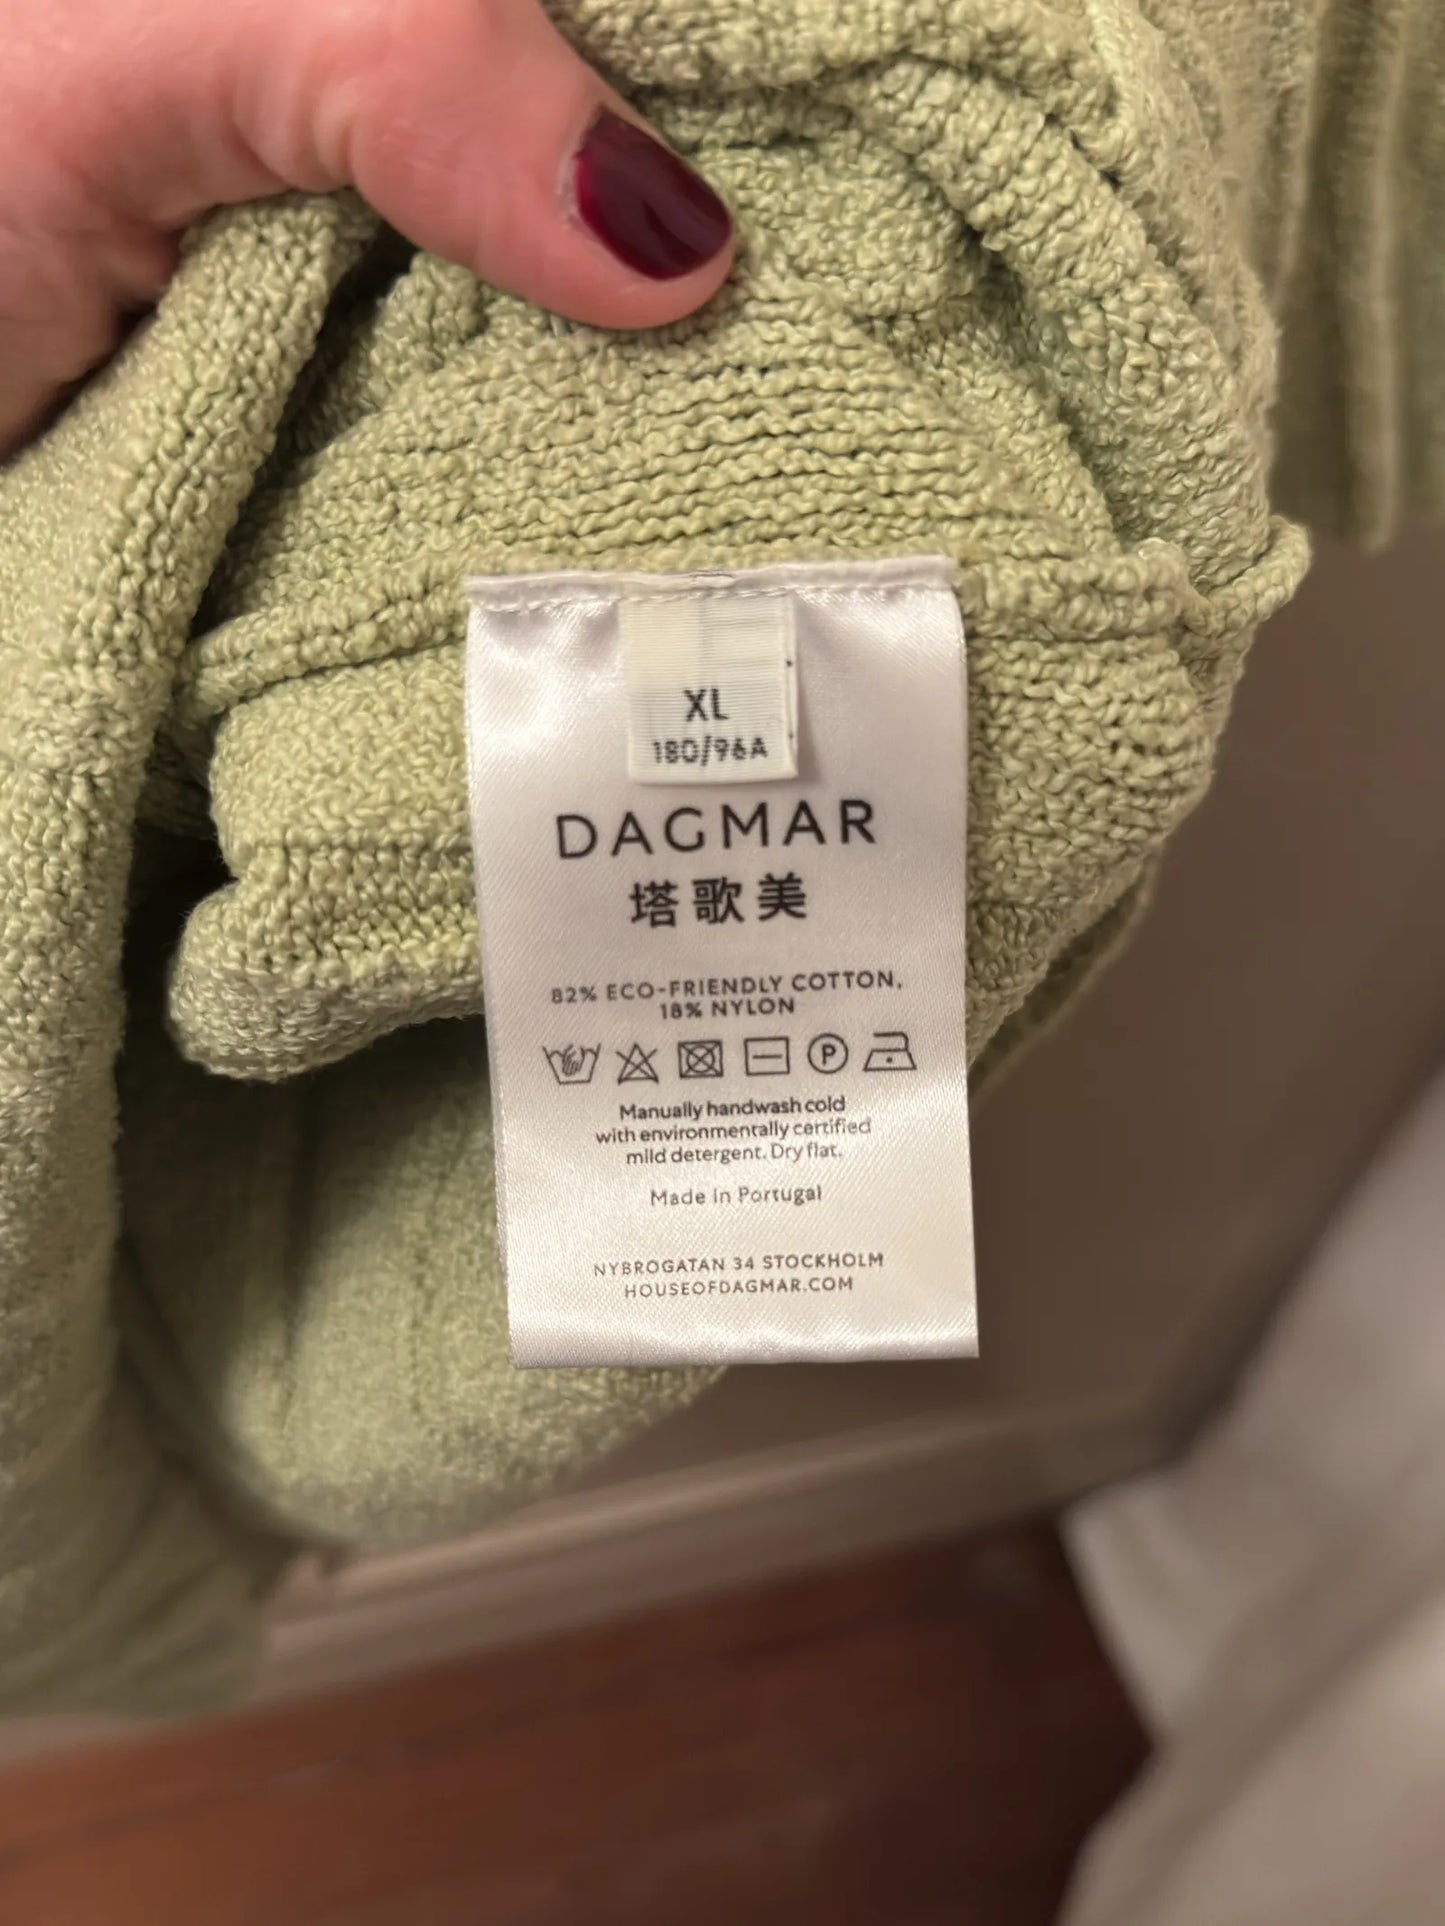 XL
180/96A
DAGMAR
塔歌美
82% ECO-FRIENDLY COTTON,
18% NYLON
P
Manually handwash cold
with environmentally certified
mild detergent. Dry flat.
Made in Portugal
NYBROGATAN 34 STOCKHOLM
HOUSEOFDAGMAR.COM